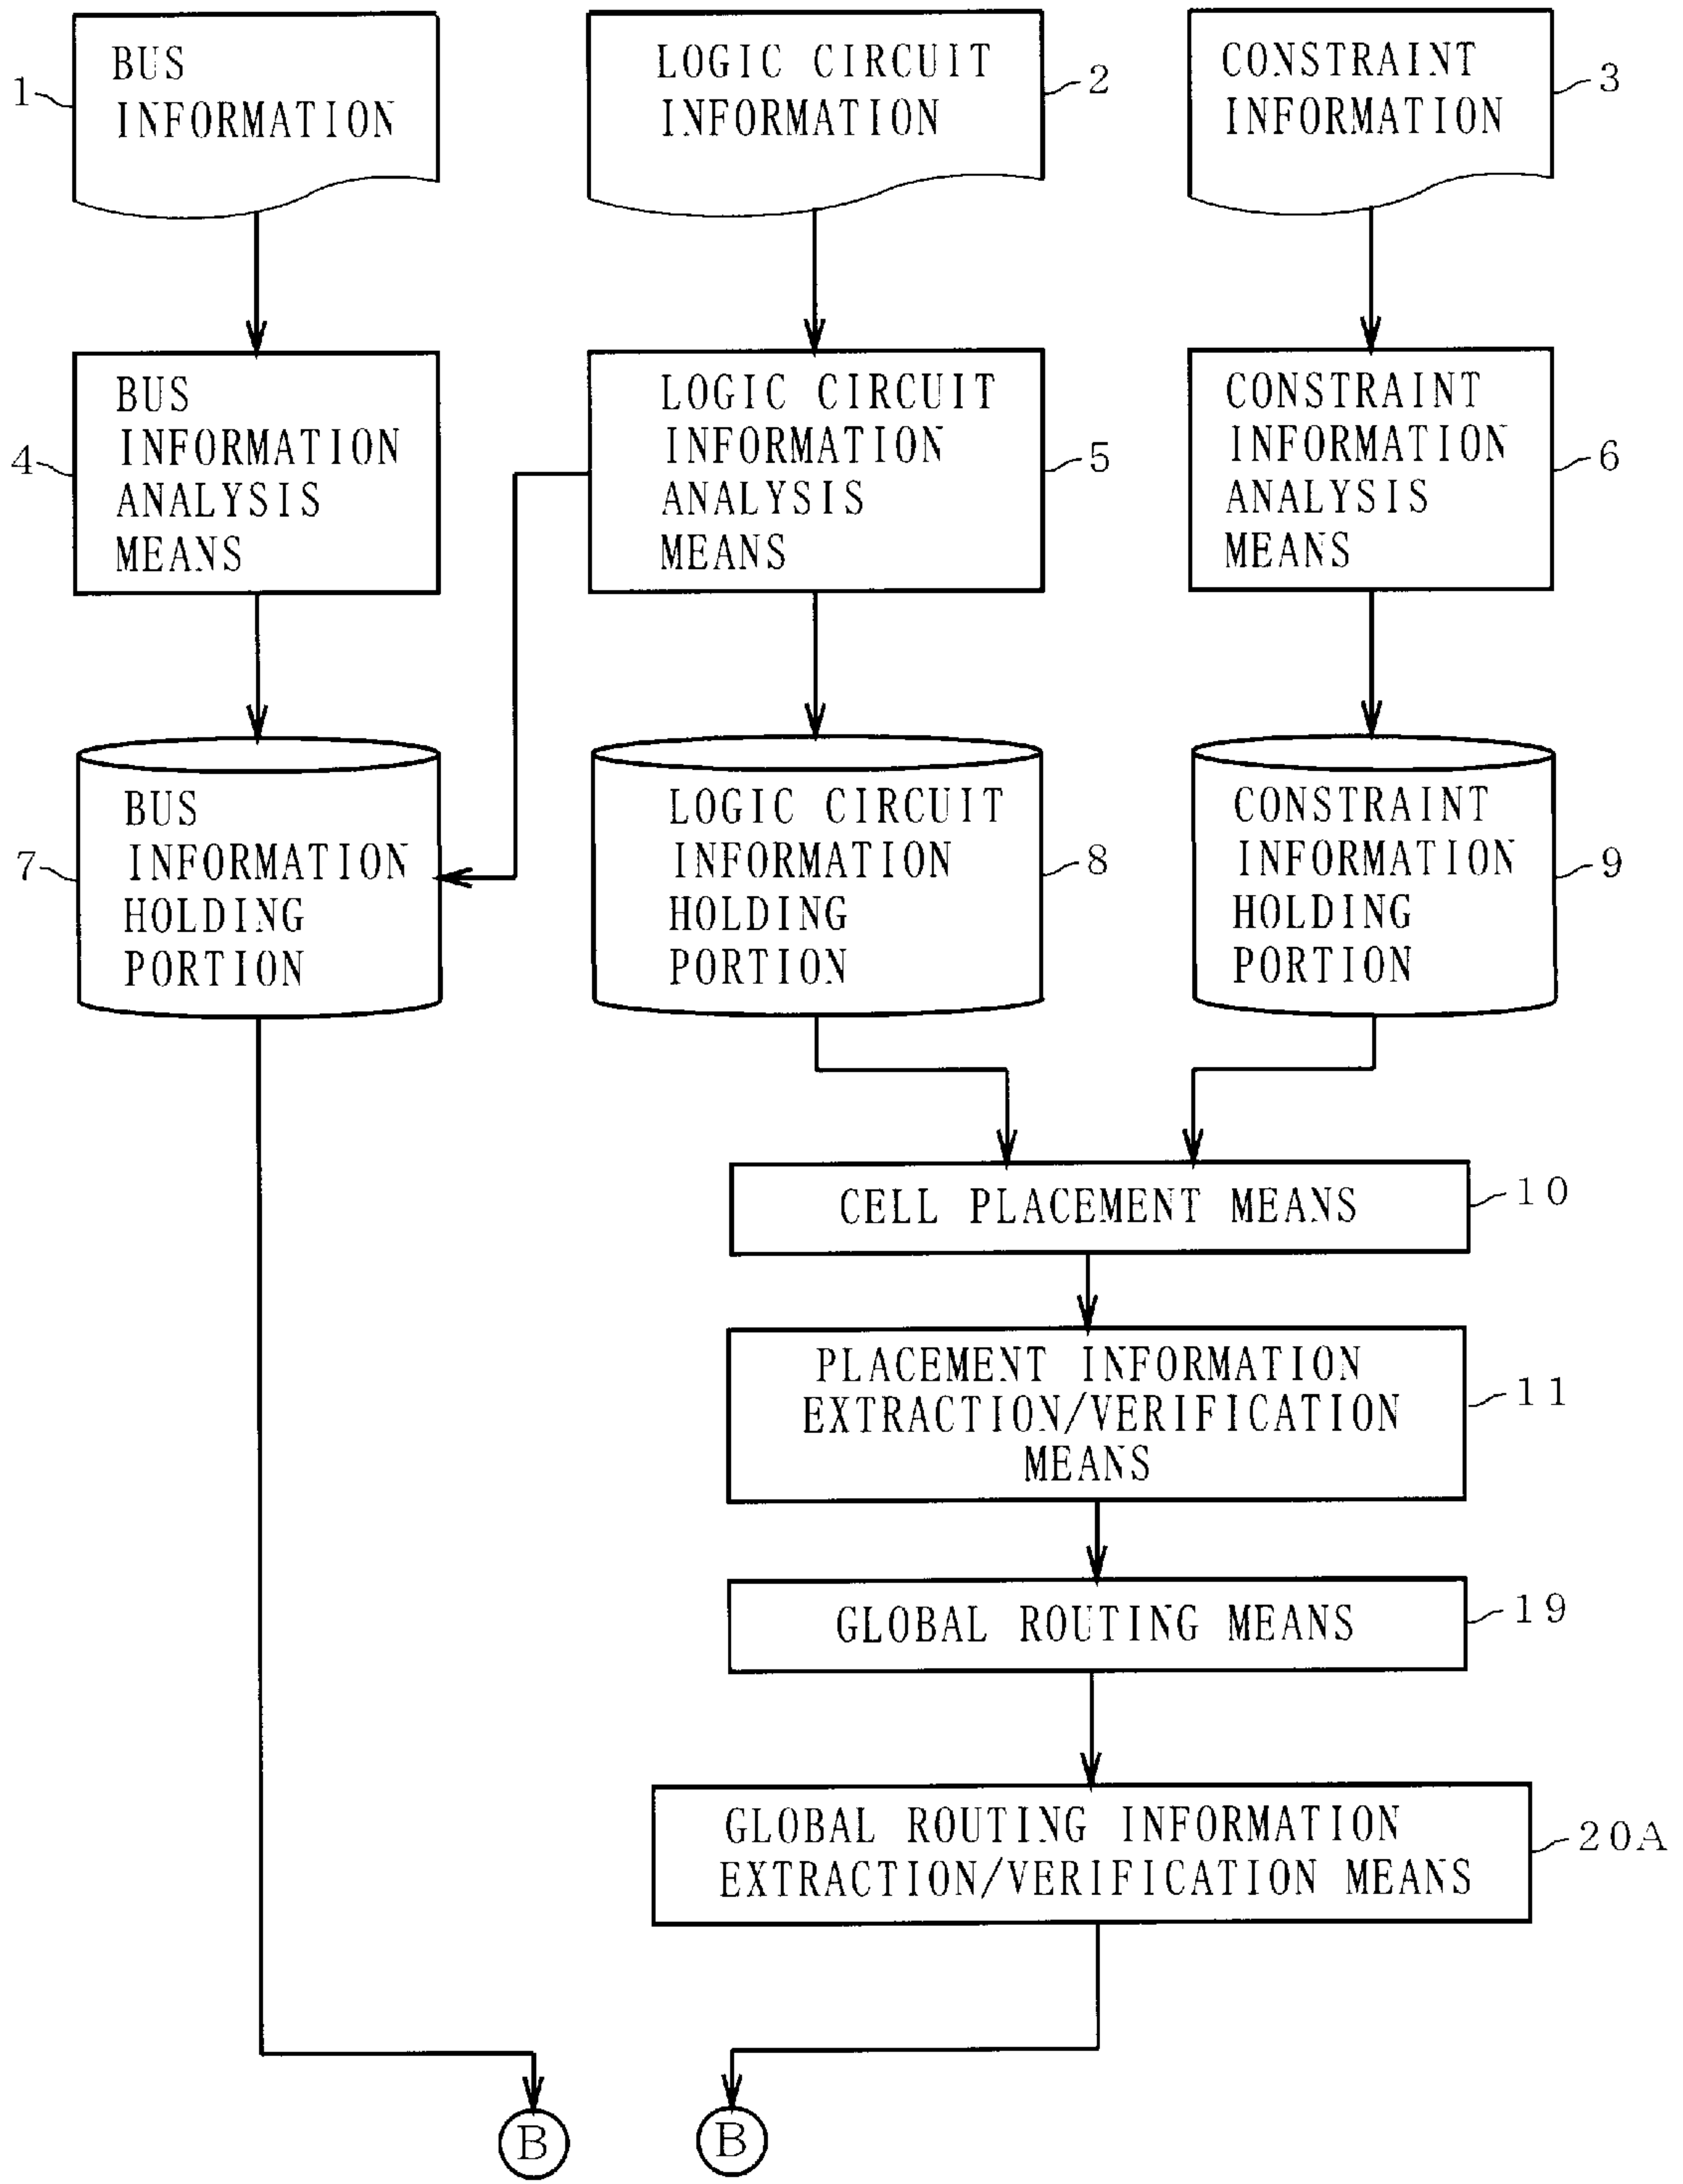 1
BUS
INFORMATION
LOGIC CIRCUIT
INFORMATION
2
CONSTRAINT
INFORMATION
3
4
BUS
INFORMATION
ANALYSIS
MEANS
LOGIC CIRCUIT
INFORMATION
ANALYSIS
MEANS
5
CONSTRAINT
INFORMATION
ANALYSIS
MEANS
6
7
BUS
INFORMATION
HOLDING
PORTION
LOGIC CIRCUIT
INFORMATION
HOLDING
PORTION
8
CONSTRAINT
INFORMATION
HOLDING
PORTION
9
CELL PLACEMENT MEANS
10
PLACEMENT INFORMATION
EXTRACTION/VERIFICATION
MEANS
11
GLOBAL ROUTING MEANS
19
GLOBAL ROUTING INFORMATION
EXTRACTION/VERIFICATION MEANS
20A
B
B